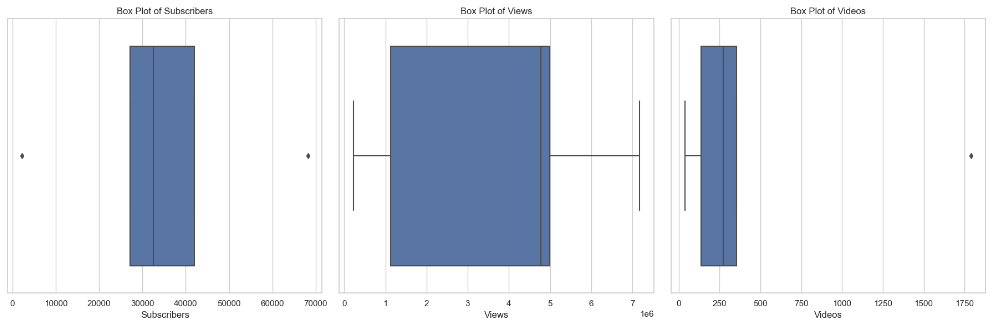 Box Plot of Subscribers
0 10000 20000 30000 40000 50000 60000 70000
Subscribers
Box Plot of Views
0 1 2 3 4 5 6 7
1e6
Views
Box Plot of Videos
0 250 500 750 1000 1250 1500 1750
Videos